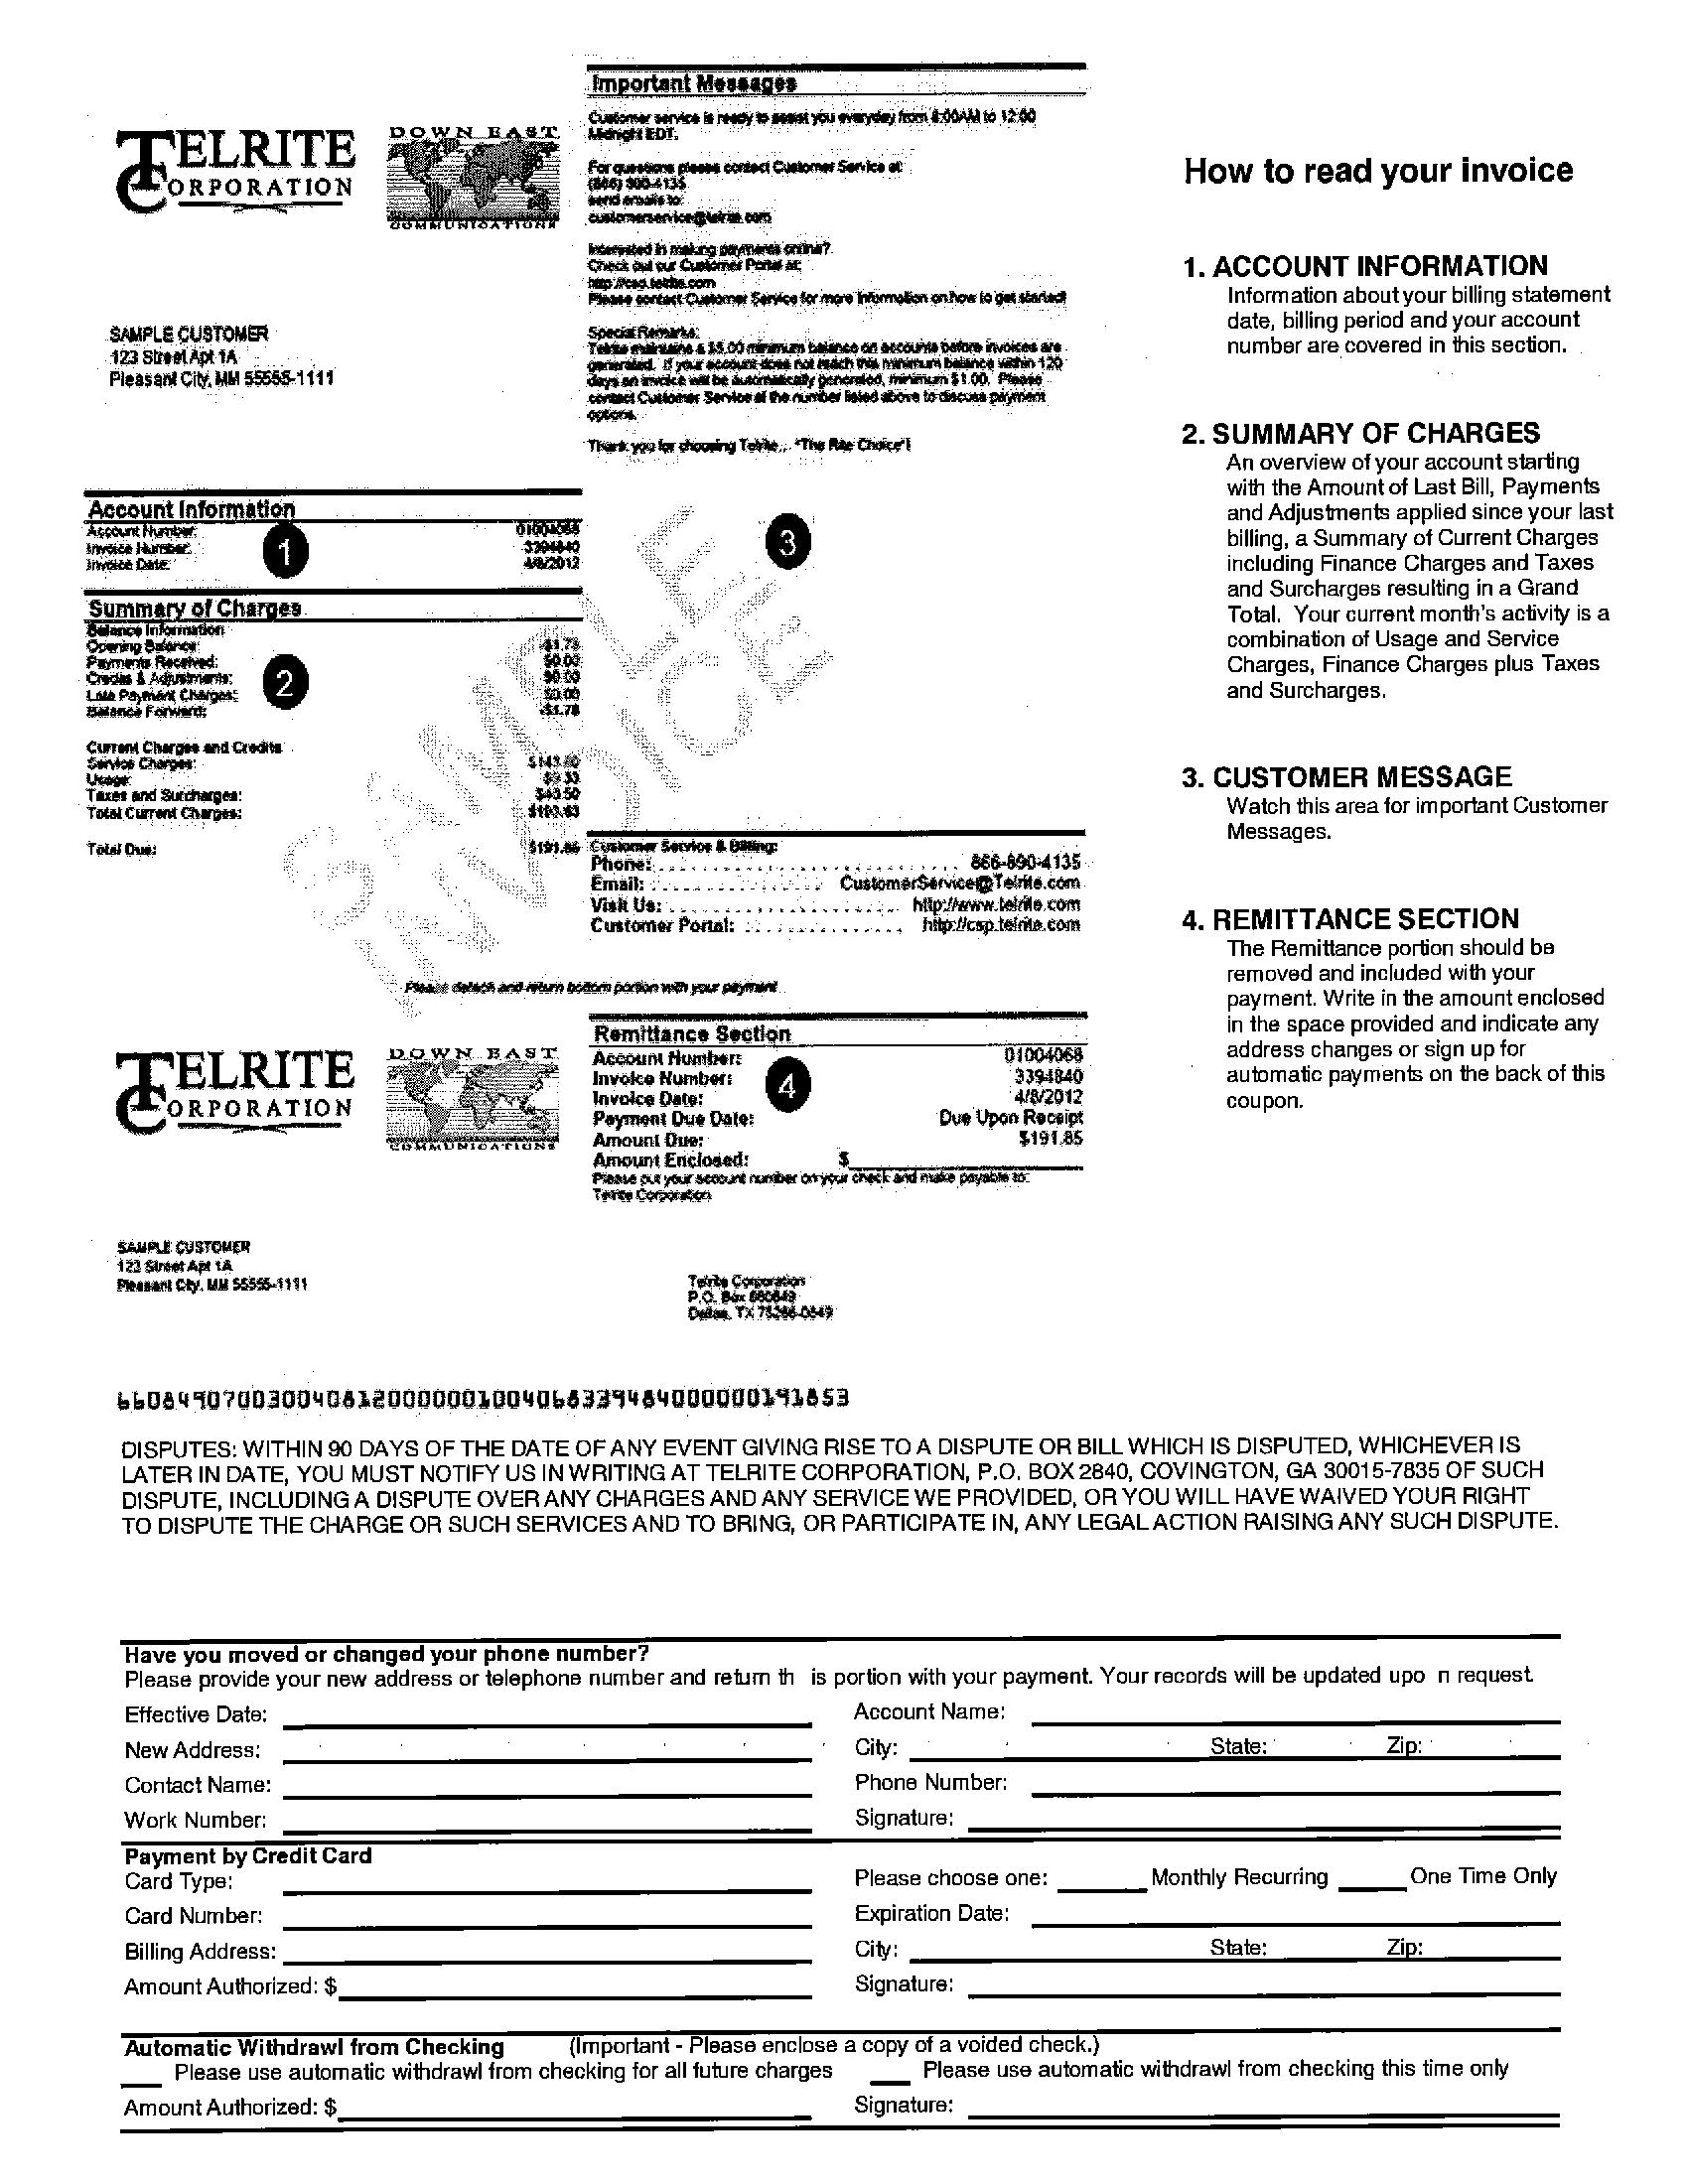 TELRITE
CORPORATION
DOWN EAST
COMMUNICATIONS
Important Messages
Customer service is ready to assist you everyday from 8:00AM to 12:00
Midnight EDT.
For questions please contact Customer Service at:
send emails to:
customerservice@telrite.com
Interested in making payments online?
Check out our Customer Portal at:
http://csp.telrite.com
Please contact Customer Service for more information on how to get started!
Special Remarks:
Telrite maintains a $5.00 minimum balance on accounts before invoices are
generated. If your account does not reach this minimum balance within 120
days an invoice will be automatically generated, minimum $1.00. Please
contact Customer Service at the number listed above to discuss payment
options.
Thank you for choosing Telrite... "The Rite Choice"!
SAMPLE CUSTOMER
123 Street Apt 1A
Pleasant City, MM 55555-1111
Account Information
Account Number: 01004068
Invoice Number: 3394840
Invoice Date: 4/8/2012
1
Summary of Charges
Balance Information
Opening Balance:
Payments Received: $0.00
Credits & Adjustments: $0.00
Late Payment Charges: $0.00
Balance Forward:
2
Current Charges and Credits
Service Charges:
Usage:
Taxes and Surcharges:
Total Current Charges:
Total Due: $191.85
3
SAMPLE
INVOICE
Customer Service & Billing:
Phone: 866-890-4135
Email: CustomerService@Telrite.com
Visit Us: http://www.telrite.com
Customer Portal: http://csp.telrite.com
Please detach and return bottom portion with your payment
TELRITE
CORPORATION
DOWN EAST
COMMUNICATIONS
Remittance Section
Account Number: 01004068
Invoice Number: 3394840
Invoice Date: 4/8/2012
Payment Due Date: Due Upon Receipt
Amount Due: $191.85
Amount Enclosed: $
4
Please put your account number on your check and make payable to:
Telrite Corporation
SAMPLE CUSTOMER
123 Street Apt 1A
Pleasant City, MM 55555-1111
Telrite Corporation
P.O. Box 660849
Dallas, TX 75266-0849
How to read your invoice
1. ACCOUNT INFORMATION
Information about your billing statement
date, billing period and your account
number are covered in this section.
2. SUMMARY OF CHARGES
An overview of your account starting
with the Amount of Last Bill, Payments
and Adjustments applied since your last
billing, a Summary of Current Charges
including Finance Charges and Taxes
and Surcharges resulting in a Grand
Total. Your current month's activity is a
combination of Usage and Service
Charges, Finance Charges plus Taxes
and Surcharges.
3. CUSTOMER MESSAGE
Watch this area for important Customer
Messages.
4. REMITTANCE SECTION
The Remittance portion should be
removed and included with your
payment. Write in the amount enclosed
in the space provided and indicate any
address changes or sign up for
automatic payments on the back of this
coupon.
DISPUTES: WITHIN 90 DAYS OF THE DATE OF ANY EVENT GIVING RISE TO A DISPUTE OR BILL WHICH IS DISPUTED, WHICHEVER IS
LATER IN DATE, YOU MUST NOTIFY US IN WRITING AT TELRITE CORPORATION, P.O. BOX 2840, COVINGTON, GA 30015-7835 OF SUCH
DISPUTE, INCLUDING A DISPUTE OVER ANY CHARGES AND ANY SERVICE WE PROVIDED, OR YOU WILL HAVE WAIVED YOUR RIGHT
TO DISPUTE THE CHARGE OR SUCH SERVICES AND TO BRING, OR PARTICIPATE IN, ANY LEGAL ACTION RAISING ANY SUCH DISPUTE.
Have you moved or changed your phone number?
Please provide your new address or telephone number and return th is portion with your payment. Your records will be updated upo n request.
Effective Date: Account Name:
New Address: City: State: Zip:
Contact Name: Phone Number:
Work Number: Signature:
Payment by Credit Card
Card Type: Please choose one: Monthly Recurring One Time Only
Card Number: Expiration Date:
Billing Address: City: State: Zip:
Amount Authorized: $ Signature:
Automatic Withdrawl from Checking (Important - Please enclose a copy of a voided check.)
Please use automatic withdrawl from checking for all future charges Please use automatic withdrawl from checking this time only
Amount Authorized: $ Signature: